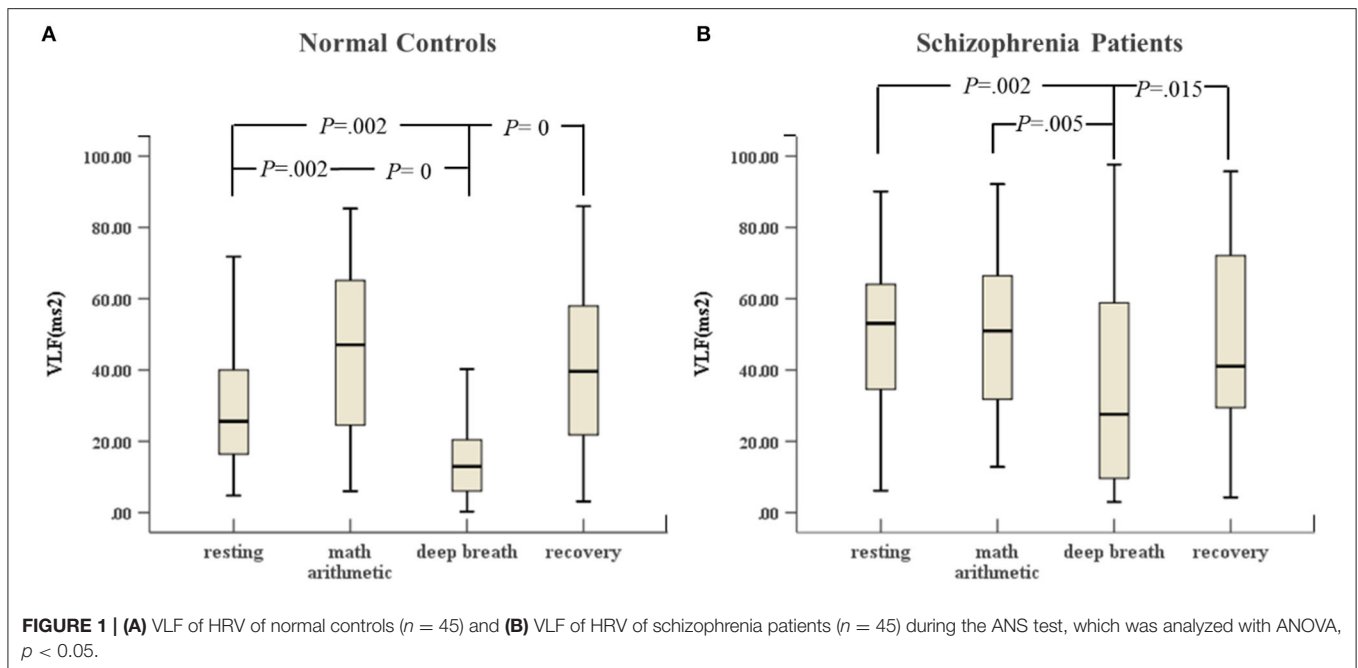 A
Normal Controls
P=.002
P= 0
P=.002
P= 0
100.00
80.00
60.00
40.00
20.00
.00
VLF(ms2)
resting
math
arithmetic
deep breath
recovery
B
Schizophrenia Patients
P=.002
P=.015
P=.005
100.00
80.00
60.00
40.00
20.00
.00
VLF(ms2)
resting
math
arithmetic
deep breath
recovery
FIGURE 1 | (A) VLF of HRV of normal controls (n = 45) and (B) VLF of HRV of schizophrenia patients (n = 45) during the ANS test, which was analyzed with ANOVA,
p < 0.05.